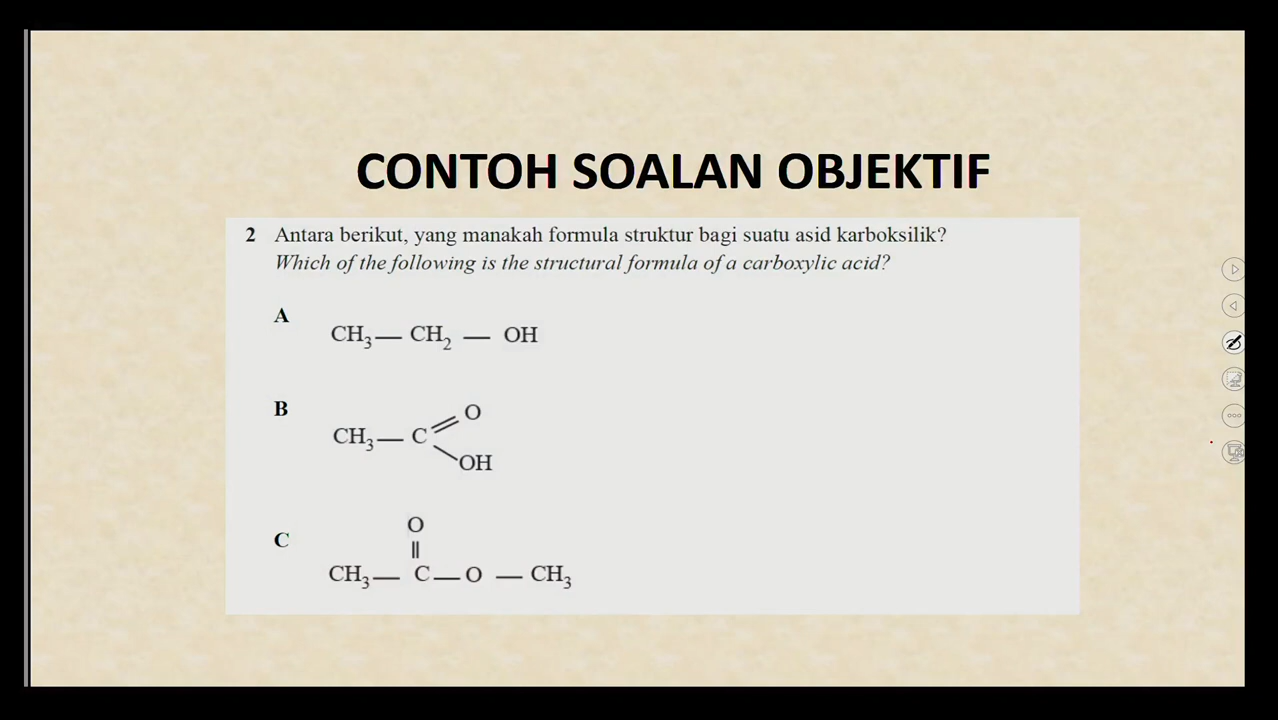 CONTOH SOALAN OBJEKTIF
2 Antara berikut, yang manakah formula struktur bagi suatu asid karboksilik?
Which of the following is the structural formula of a carboxylic acid?
A
CH₃— CH₂ — OH
B
O
CH₃— C
OH
C
O
||
CH₃— C — O — CH₃